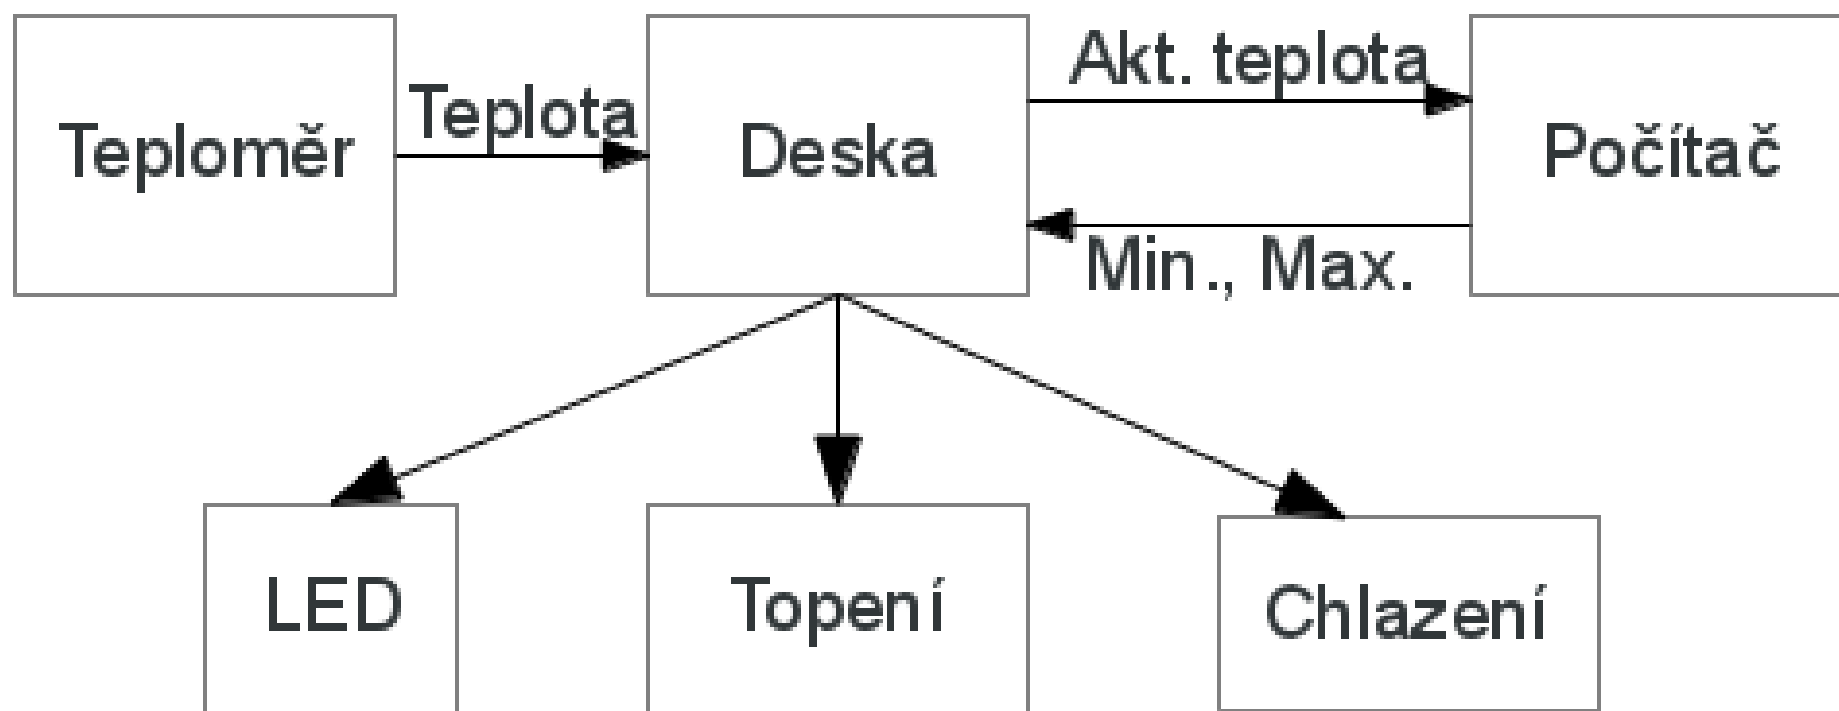 Teploměr
Teplota
Deska
Akt. teplota
Min., Max.
Počítač
LED
Topení
Chlazení